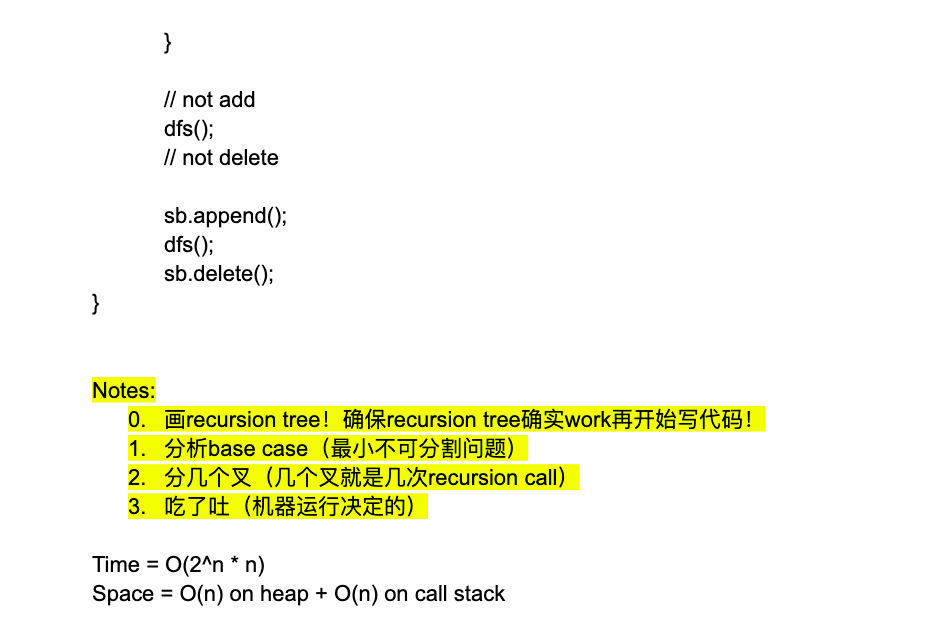 }
// not add
dfs();
// not delete
sb.append();
dfs();
sb.delete();
}
Notes:
0. 画recursion tree！确保recursion tree确实work再开始写代码！
1. 分析base case（最小不可分割问题）
2. 分几个叉（几个叉就是几次recursion call）
3. 吃了吐（机器运行决定的）
Time = O(2^n * n)
Space = O(n) on heap + O(n) on call stack